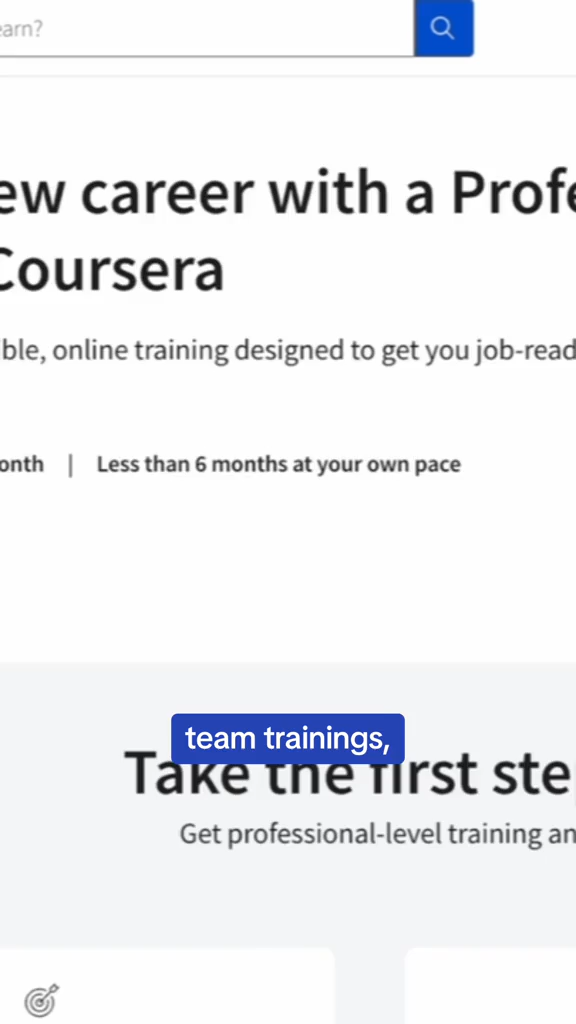 earn?
ew career with a Profe
Coursera
ble, online training designed to get you job-read
onth | Less than 6 months at your own pace
team trainings,
Take the first ste
Get professional-level training an